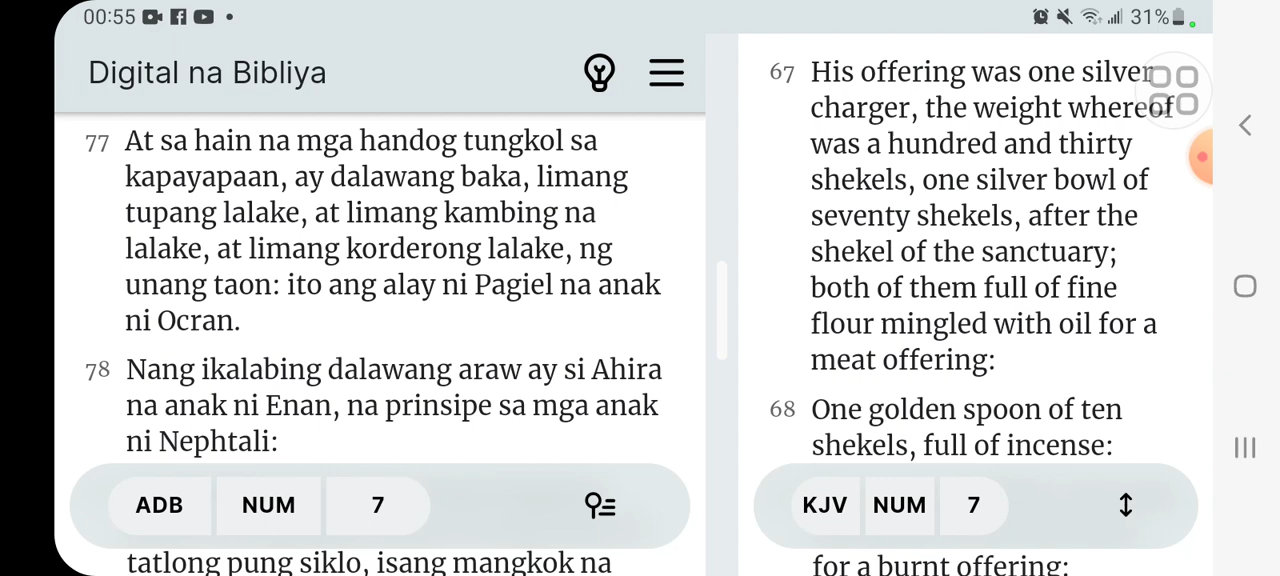 00:55
31%
Digital na Bibliya
77 At sa hain na mga handog tungkol sa
kapayapaan, ay dalawang baka, limang
tupang lalake, at limang kambing na
lalake, at limang korderong lalake, ng
unang taon: ito ang alay ni Pagiel na anak
ni Ocran.
78 Nang ikalabing dalawang araw ay si Ahira
na anak ni Enan, na prinsipe sa mga anak
ni Nephtali:
ADB NUM 7
tatlong pung siklo, isang mangkok na
67 His offering was one silver
charger, the weight whereof
was a hundred and thirty
shekels, one silver bowl of
seventy shekels, after the
shekel of the sanctuary;
both of them full of fine
flour mingled with oil for a
meat offering:
68 One golden spoon of ten
shekels, full of incense:
KJV NUM 7
for a burnt offering: